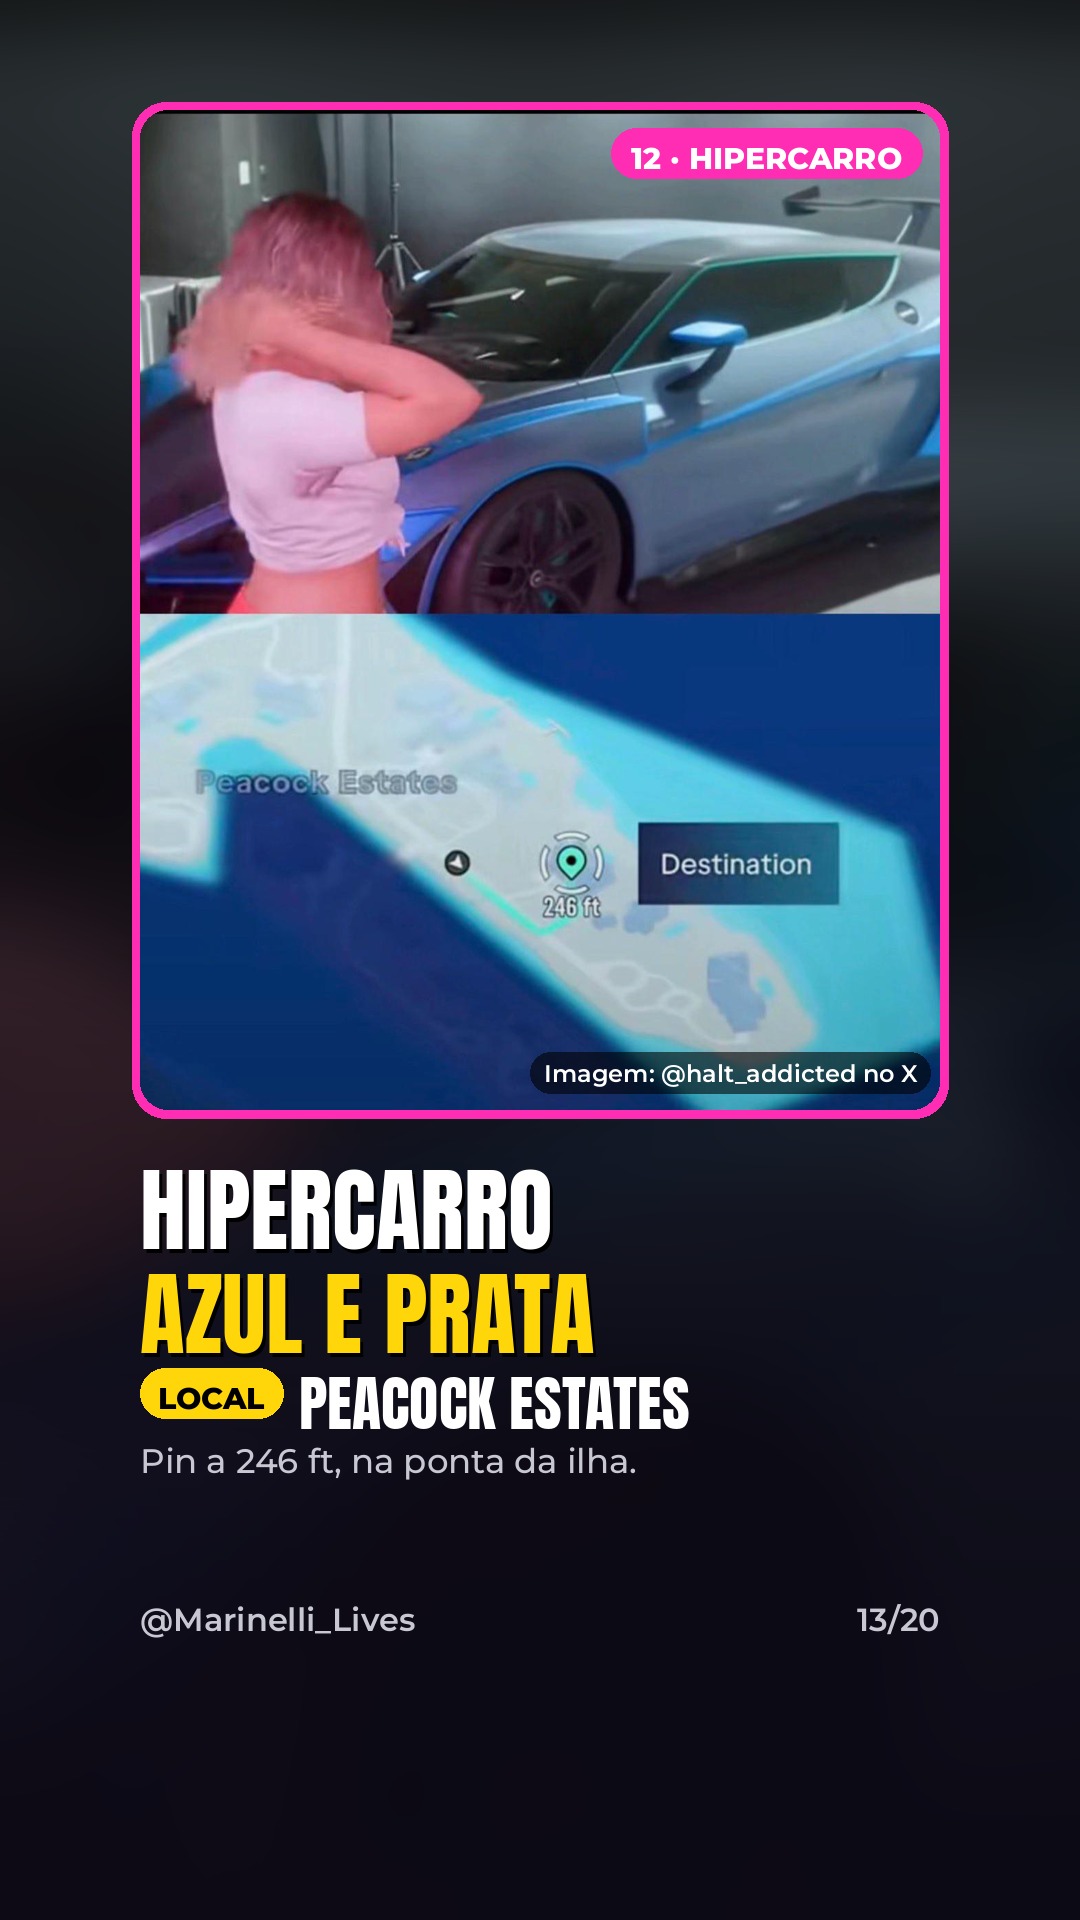 12 · HIPERCARRO
Peacock Estates
Destination
246 ft
Imagem: @halt_addicted no X
HIPERCARRO
AZUL E PRATA
LOCAL PEACOCK ESTATES
Pin a 246 ft, na ponta da ilha.
@Marinelli_Lives 13/20